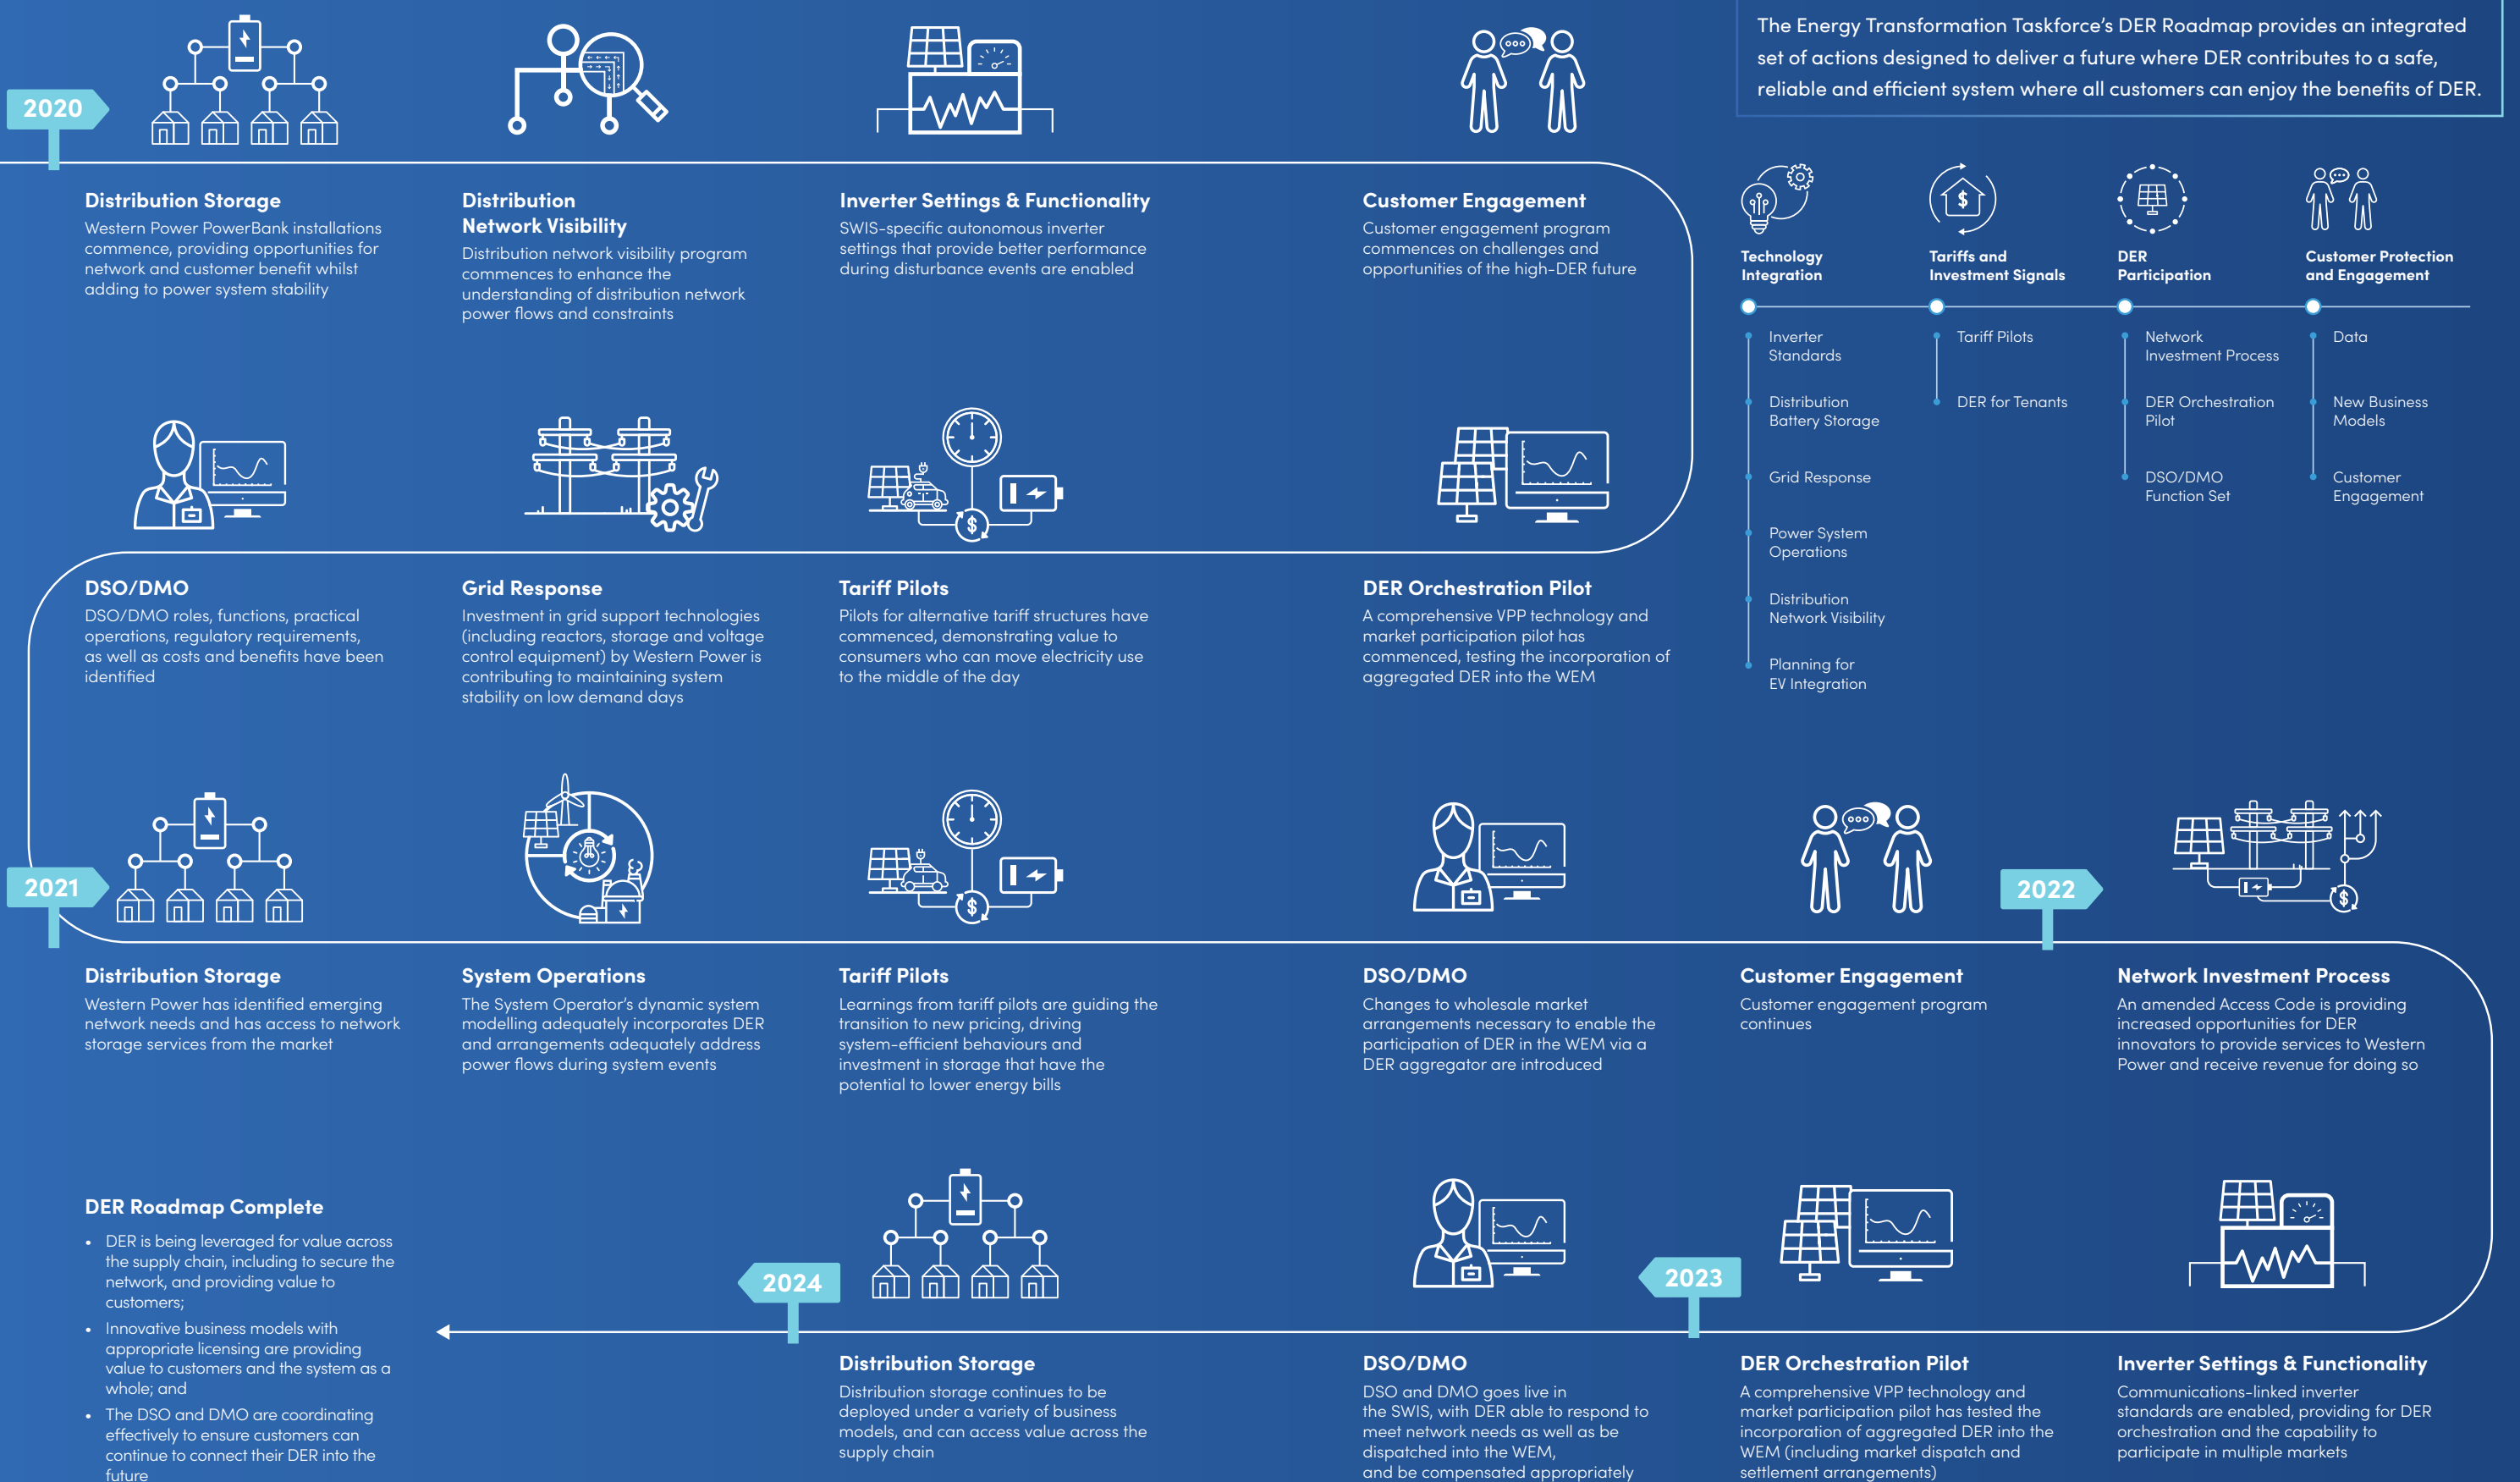 The Energy Transformation Taskforce's DER Roadmap provides an integrated
set of actions designed to deliver a future where DER contributes to a safe,
reliable and efficient system where all customers can enjoy the benefits of DER.
2020
Distribution Storage
Western Power PowerBank installations
commence, providing opportunities for
network and customer benefit whilst
adding to power system stability
Distribution
Network Visibility
Distribution network visibility program
commences to enhance the
understanding of distribution network
power flows and constraints
Inverter Settings & Functionality
SWIS-specific autonomous inverter
settings that provide better performance
during disturbance events are enabled
Customer Engagement
Customer engagement program
commences on challenges and
opportunities of the high-DER future
Technology
Integration
Inverter
Standards
Distribution
Battery Storage
Grid Response
Power System
Operations
Distribution
Network Visibility
Planning for
EV Integration
Tariffs and
Investment Signals
Tariff Pilots
DER for Tenants
DER
Participation
Network
Investment Process
DER Orchestration
Pilot
DSO/DMO
Function Set
Customer Protection
and Engagement
Data
New Business
Models
Customer
Engagement
DSO/DMO
DSO/DMO roles, functions, practical
operations, regulatory requirements,
as well as costs and benefits have been
identified
Grid Response
Investment in grid support technologies
(including reactors, storage and voltage
control equipment) by Western Power is
contributing to maintaining system
stability on low demand days
Tariff Pilots
Pilots for alternative tariff structures have
commenced, demonstrating value to
consumers who can move electricity use
to the middle of the day
DER Orchestration Pilot
A comprehensive VPP technology and
market participation pilot has
commenced, testing the incorporation of
aggregated DER into the WEM
2021
Distribution Storage
Western Power has identified emerging
network needs and has access to network
storage services from the market
System Operations
The System Operator's dynamic system
modelling adequately incorporates DER
and arrangements adequately address
power flows during system events
Tariff Pilots
Learnings from tariff pilots are guiding the
transition to new pricing, driving
system-efficient behaviours and
investment in storage that have the
potential to lower energy bills
DSO/DMO
Changes to wholesale market
arrangements necessary to enable the
participation of DER in the WEM via a
DER aggregator are introduced
Customer Engagement
Customer engagement program
continues
2022
Network Investment Process
An amended Access Code is providing
increased opportunities for DER
innovators to provide services to Western
Power and receive revenue for doing so
Inverter Settings & Functionality
Communications-linked inverter
standards are enabled, providing for DER
orchestration and the capability to
participate in multiple markets
DER Orchestration Pilot
A comprehensive VPP technology and
market participation pilot has tested the
incorporation of aggregated DER into the
WEM (including market dispatch and
settlement arrangements)
2023
DSO/DMO
DSO and DMO goes live in
the SWIS, with DER able to respond to
meet network needs as well as be
dispatched into the WEM,
and be compensated appropriately
Distribution Storage
Distribution storage continues to be
deployed under a variety of business
models, and can access value across the
supply chain
2024
DER Roadmap Complete
• DER is being leveraged for value across
the supply chain, including to secure the
network, and providing value to
customers;
• Innovative business models with
appropriate licensing are providing
value to customers and the system as a
whole; and
• The DSO and DMO are coordinating
effectively to ensure customers can
continue to connect their DER into the
future